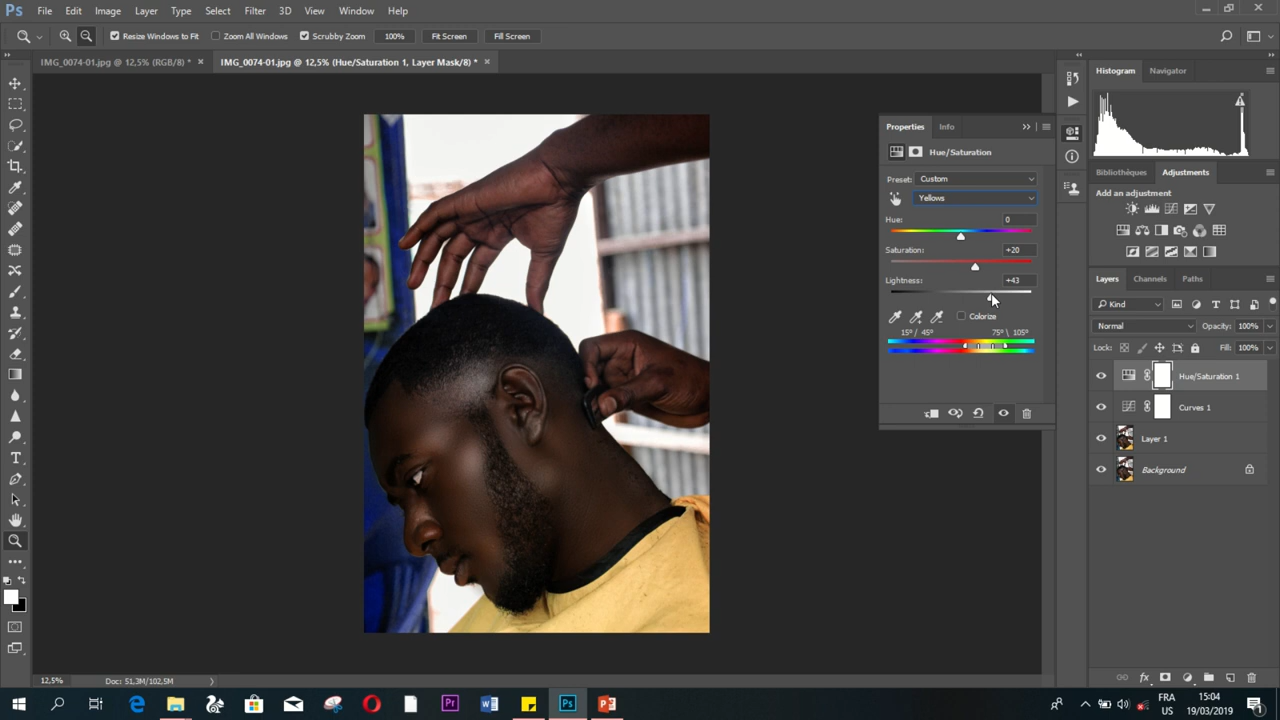 Ps File Edit Image Layer Type Select Filter 3D View Window Help
Resize Windows to Fit Zoom All Windows Scrubby Zoom 100% Fit Screen Fill Screen
IMG_0074-01.jpg @ 12,5% (RGB/8) * × IMG_0074-01.jpg @ 12,5% (Hue/Saturation 1, Layer Mask/8) * ×
Histogram Navigator
Properties Info
Hue/Saturation
Preset: Custom
Yellows
Hue: 0
Saturation: +20
Lightness: +43
Colorize
15°/ 45° 75°\ 105°
Bibliothèques Adjustments
Add an adjustment
Layers Channels Paths
Kind
Normal Opacity: 100%
Lock: Fill: 100%
Hue/Saturation 1
Curves 1
Layer 1
Background
12,5% Doc: 51,3M/102,5M
FRA 15:04
US 19/03/2019